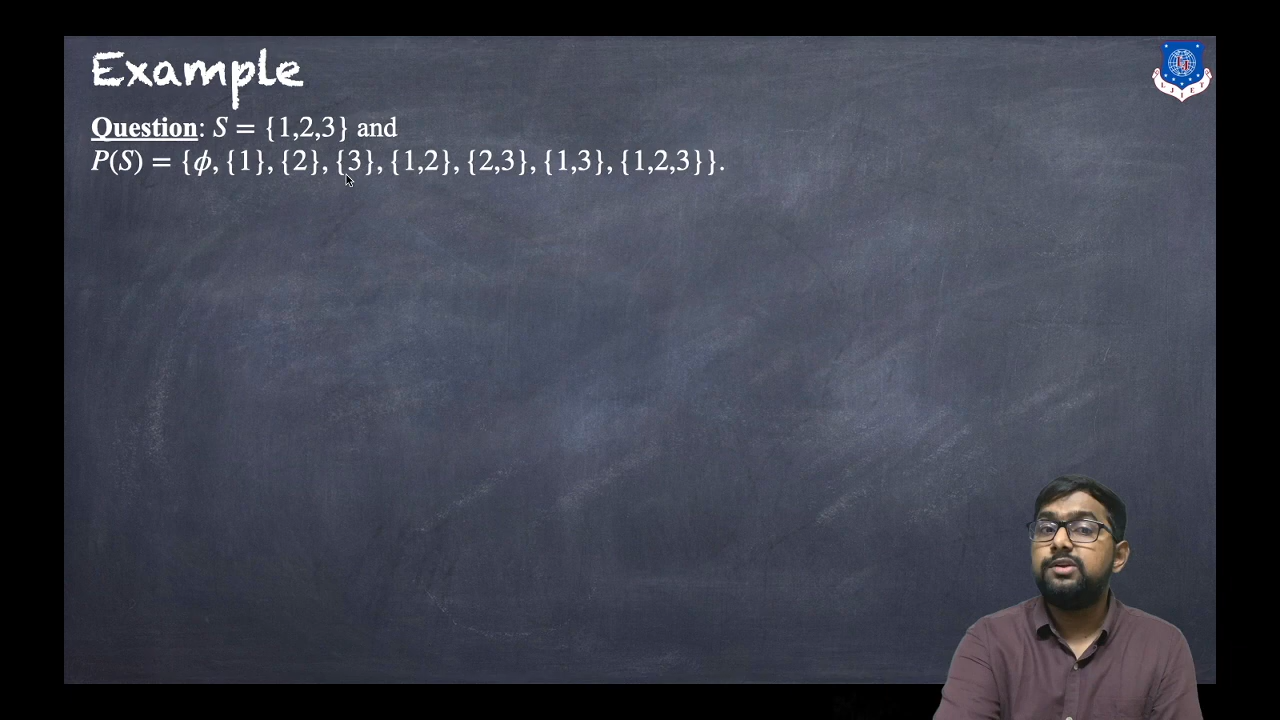 Example
Question: S = {1,2,3} and
P(S) = {ϕ, {1}, {2}, {3}, {1,2}, {2,3}, {1,3}, {1,2,3}}.